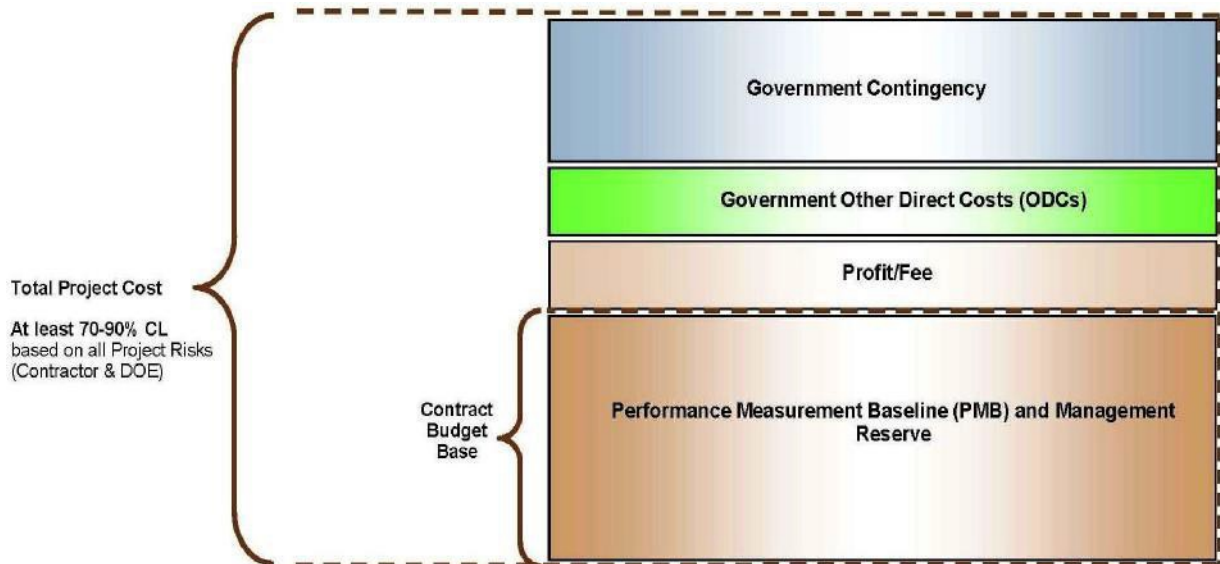 Government Contingency
Government Other Direct Costs (ODCs)
Profit/Fee
Total Project Cost
At least 70-90% CL
based on all Project Risks
(Contractor & DOE)
Contract
Budget
Base
Performance Measurement Baseline (PMB) and Management
Reserve